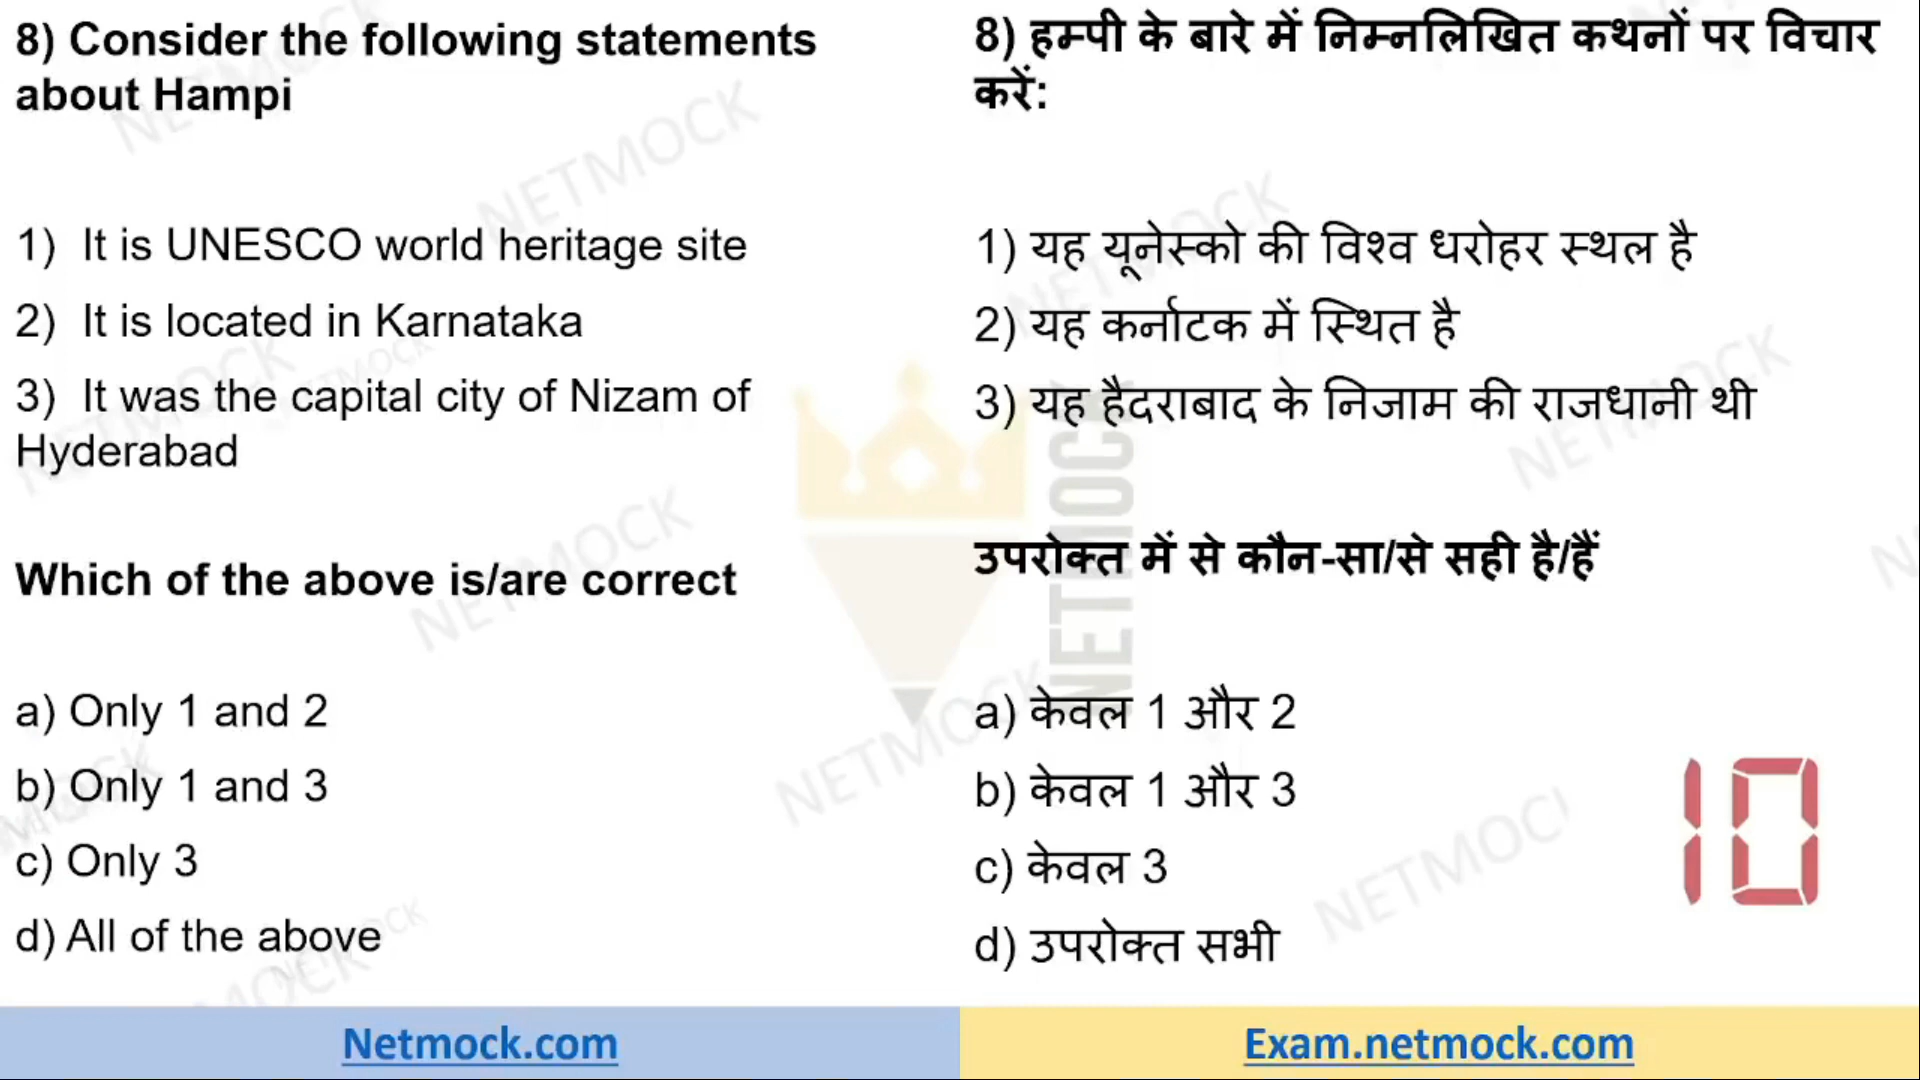 8) Consider the following statements
about Hampi
1) It is UNESCO world heritage site
2) It is located in Karnataka
3) It was the capital city of Nizam of
Hyderabad
Which of the above is/are correct
a) Only 1 and 2
b) Only 1 and 3
c) Only 3
d) All of the above
8) हम्पी के बारे में निम्नलिखित कथनों पर विचार
करें:
1) यह यूनेस्को की विश्व धरोहर स्थल है
2) यह कर्नाटक में स्थित है
3) यह हैदराबाद के निजाम की राजधानी थी
उपरोक्त में से कौन-सा/से सही है/हैं
a) केवल 1 और 2
b) केवल 1 और 3
c) केवल 3
d) उपरोक्त सभी
10
NETMOCK
Netmock.com
Exam.netmock.com